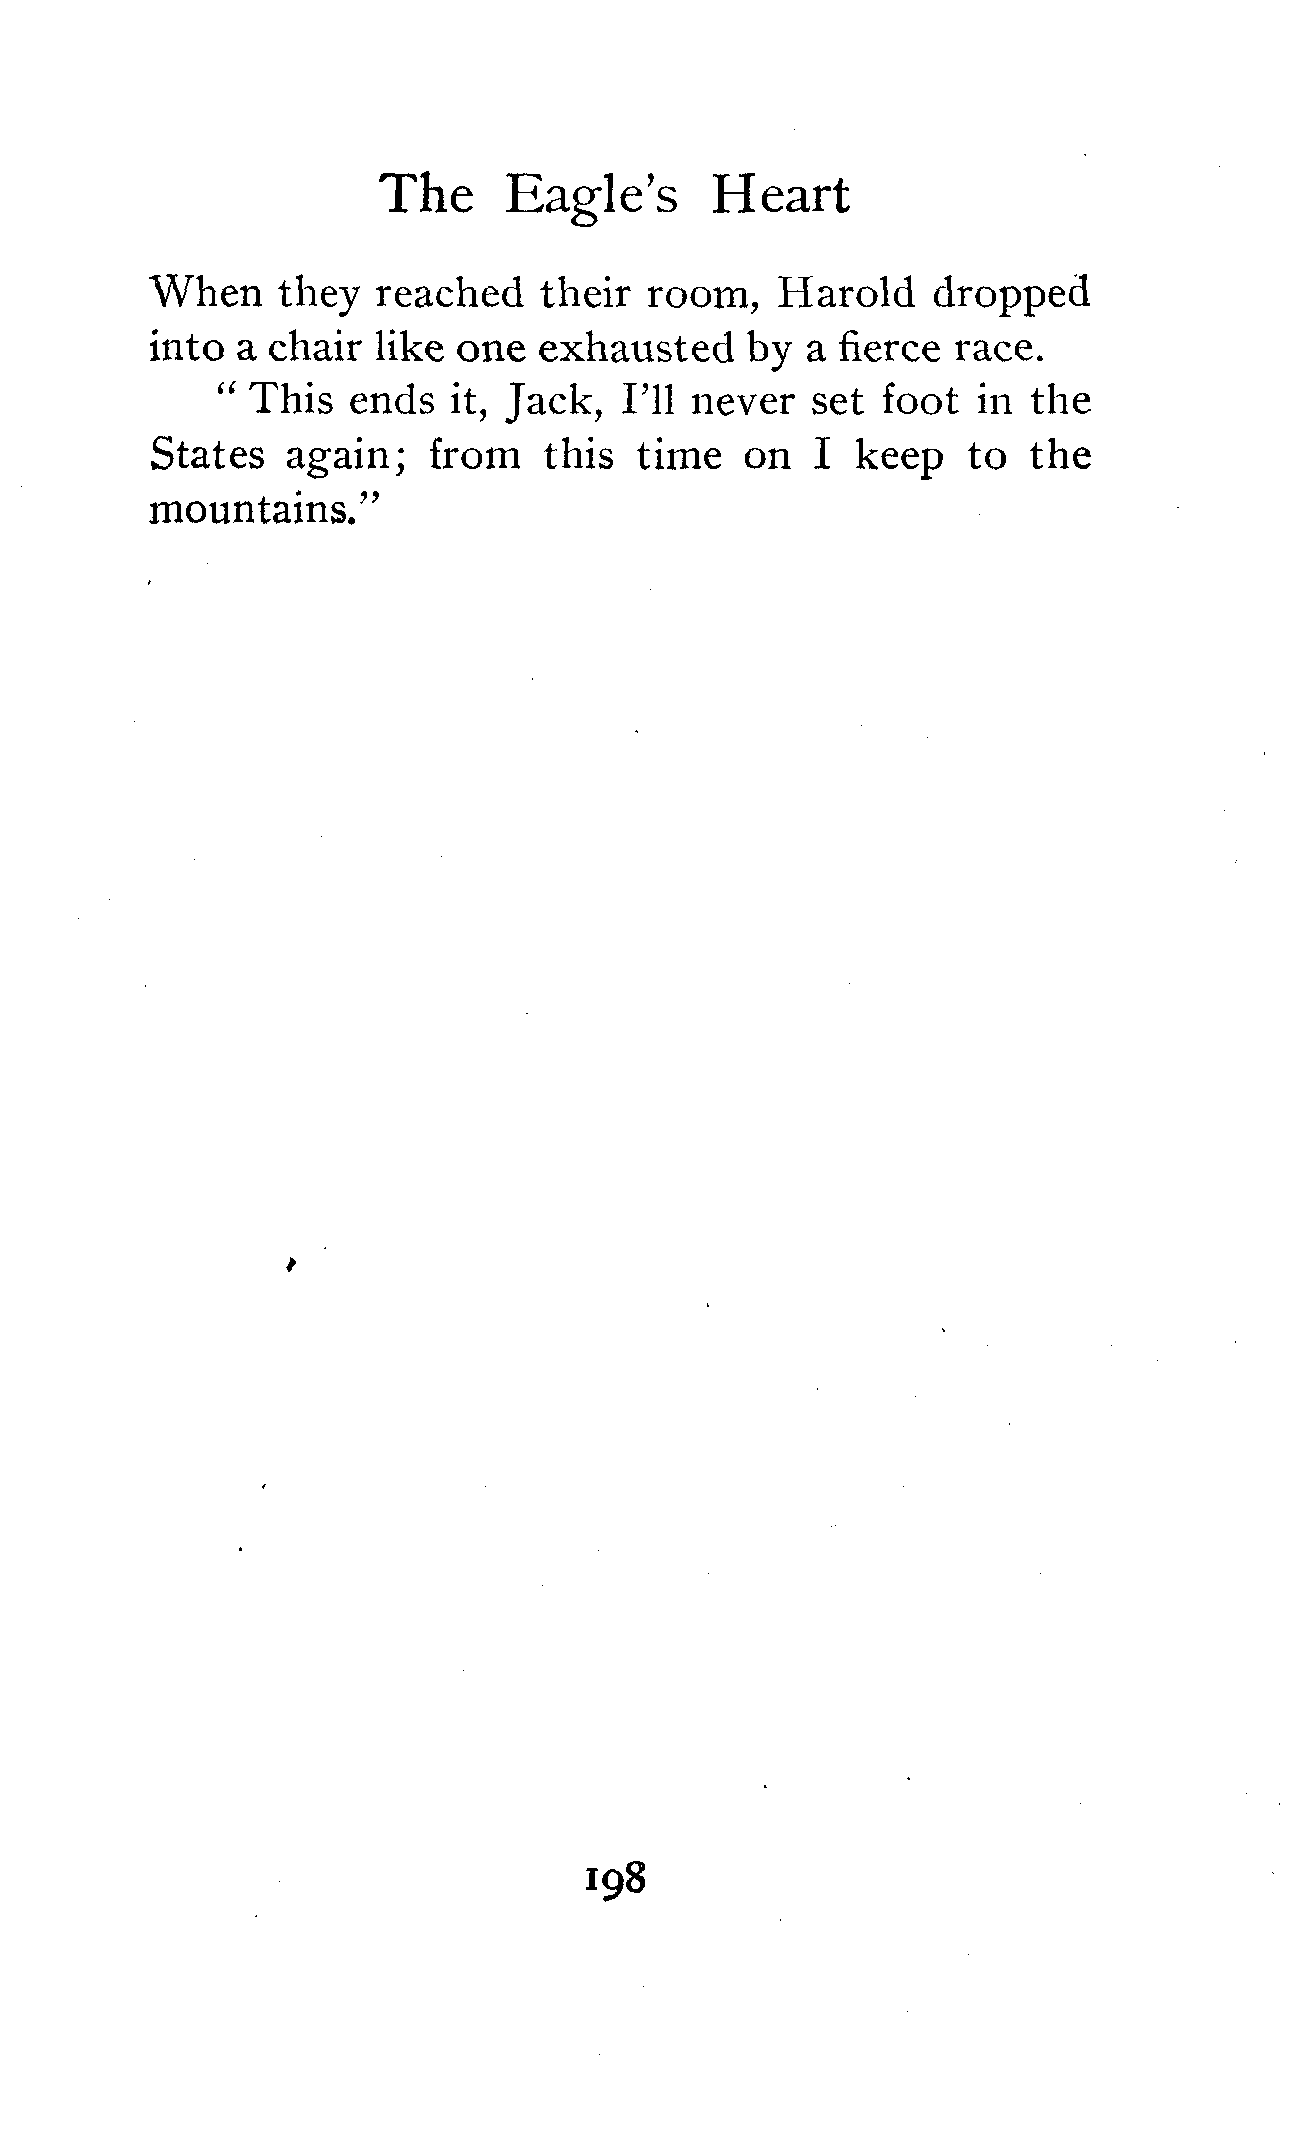 The Eagle's Heart
When they reached their room, Harold dropped
into a chair like one exhausted by a fierce race.
“ This ends it, Jack, I'll never set foot in the
States again; from this time on I keep to the
mountains.”
198